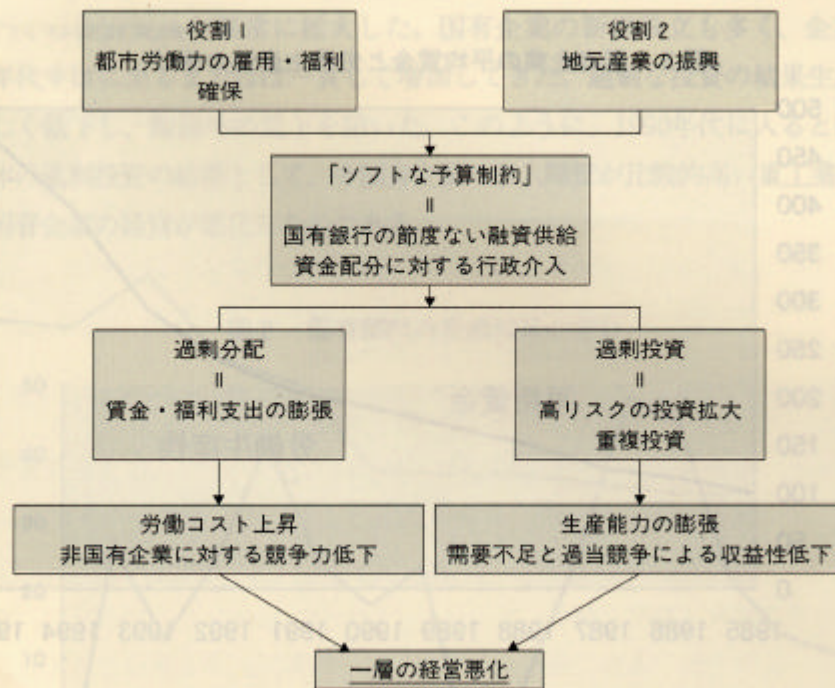 役割1
都市労働力の雇用・福利
確保
役割2
地元産業の振興
「ソフトな予算制約」
=
国有銀行の節度ない融資供給
資金配分に対する行政介入
過剰分配
=
賃金・福利支出の膨張
過剰投資
=
高リスクの投資拡大
重複投資
労働コスト上昇
非国有企業に対する競争力低下
生産能力の膨張
需要不足と過当競争による収益性低下
一層の経営悪化